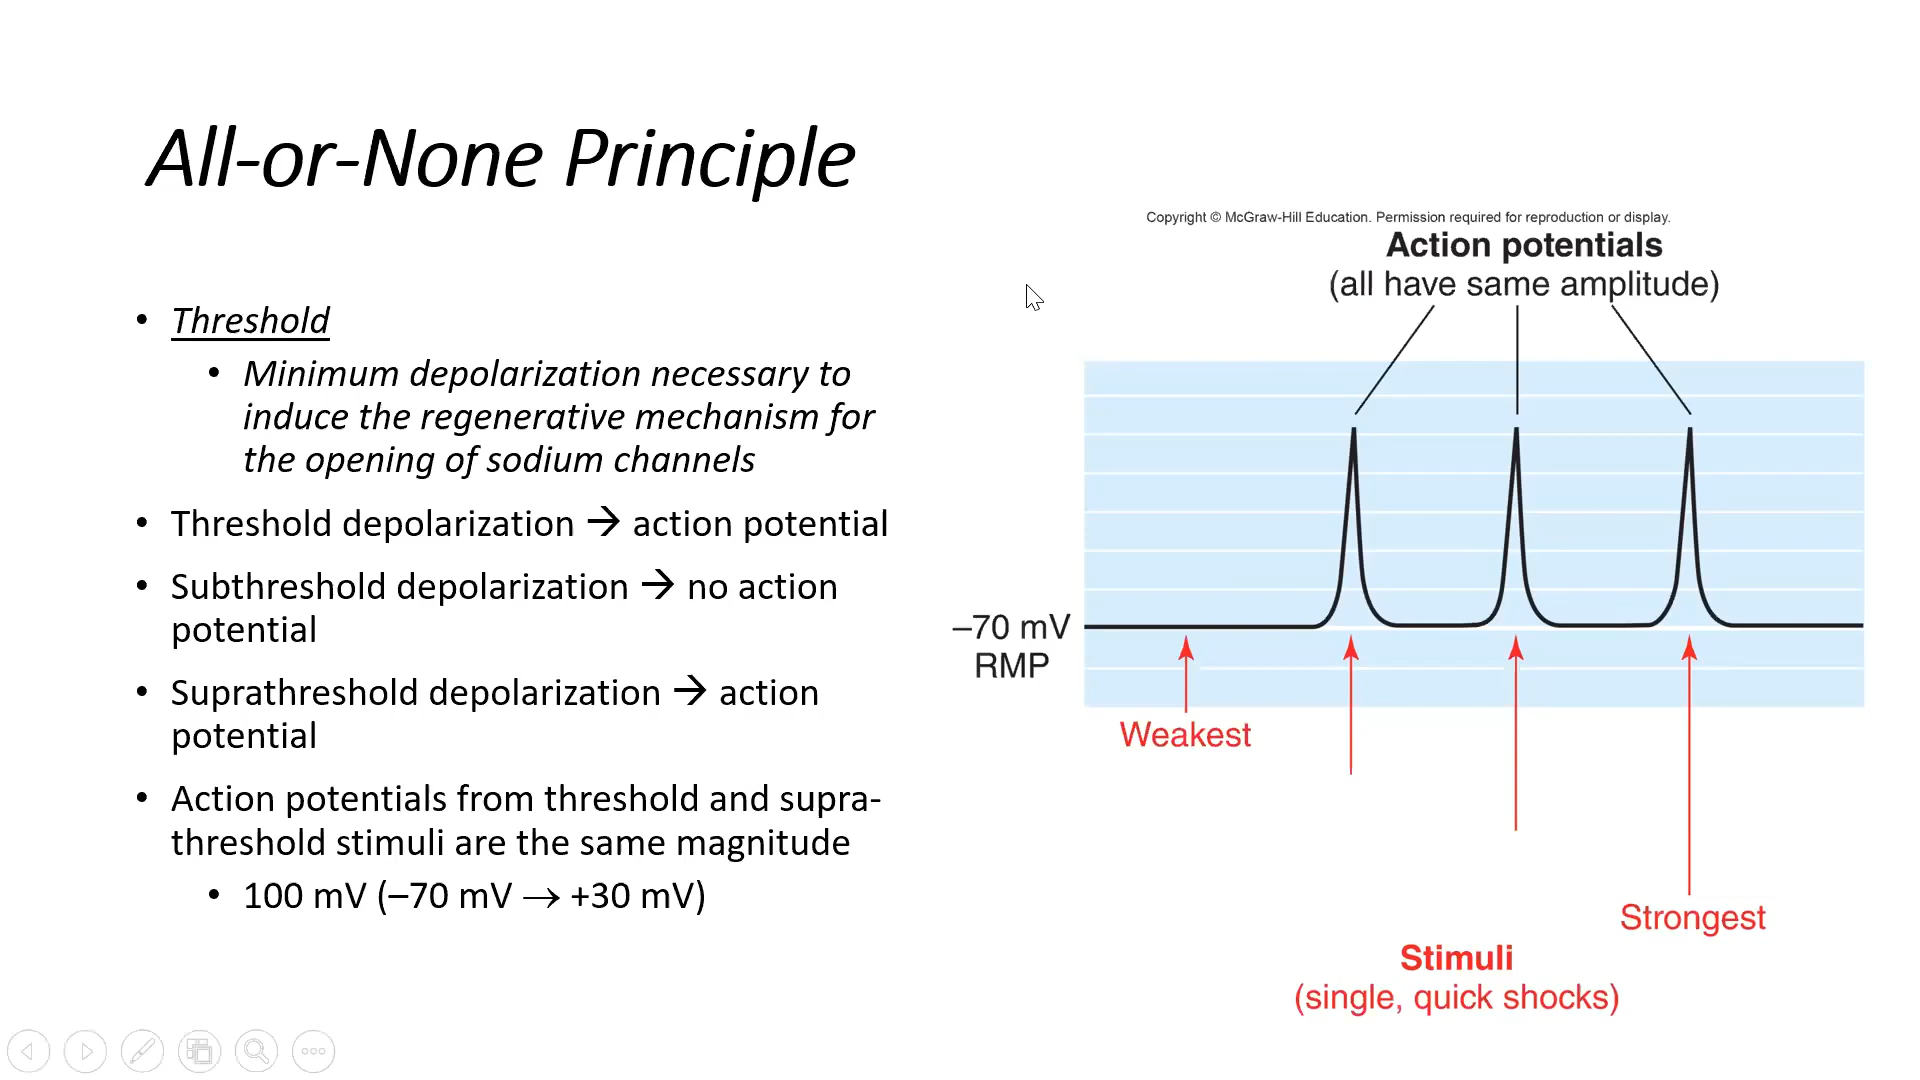 All-or-None Principle
• Threshold
• Minimum depolarization necessary to
induce the regenerative mechanism for
the opening of sodium channels
• Threshold depolarization → action potential
• Subthreshold depolarization → no action
potential
• Suprathreshold depolarization → action
potential
• Action potentials from threshold and supra-
threshold stimuli are the same magnitude
• 100 mV (–70 mV → +30 mV)
Copyright © McGraw-Hill Education. Permission required for reproduction or display.
Action potentials
(all have same amplitude)
–70 mV
RMP
Weakest
Strongest
Stimuli
(single, quick shocks)